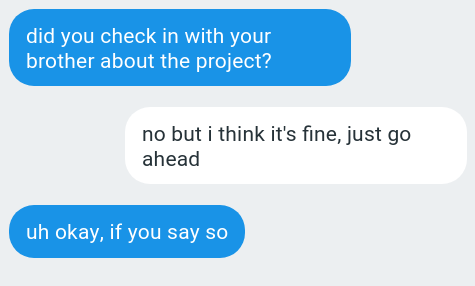 did you check in with your
brother about the project?
no but i think it's fine, just go
ahead
uh okay, if you say so